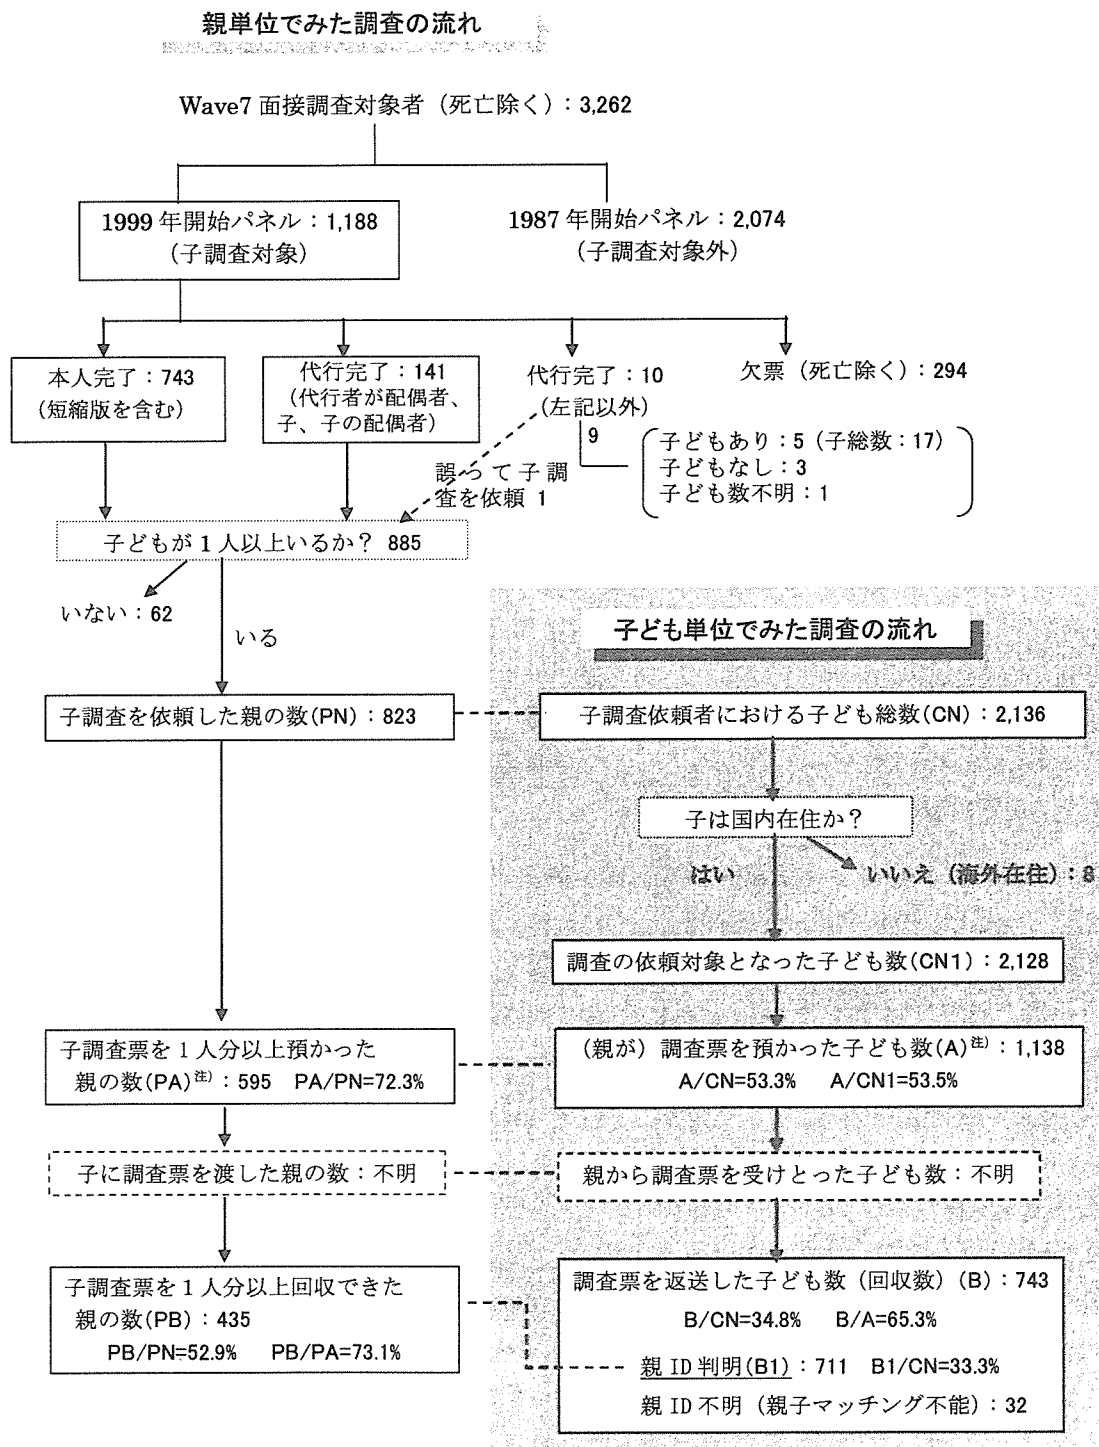 親単位でみた調査の流れ
Wave7 面接調査対象者（死亡除く）：3,262
1999 年開始パネル：1,188
（子調査対象）
1987 年開始パネル：2,074
（子調査対象外）
本人完了：743
（短縮版を含む）
代行完了：141
（代行者が配偶者、
子、子の配偶者）
代行完了：10
（左記以外）
欠票（死亡除く）：294
9
子どもあり：5（子総数：17）
子どもなし：3
子ども数不明：1
誤って子調
査を依頼 1
子どもが 1 人以上いるか？ 885
いない：62
いる
子ども単位でみた調査の流れ
子調査を依頼した親の数(PN)：823
子調査依頼者における子ども総数(CN)：2,136
子は国内在住か？
はい
いいえ（海外在住）：8
調査の依頼対象となった子ども数(CN1)：2,128
子調査票を 1 人分以上預かった
親の数(PA)注)：595 PA/PN=72.3%
（親が）調査票を預かった子ども数(A)注)：1,138
A/CN=53.3% A/CN1=53.5%
子に調査票を渡した親の数：不明
親から調査票を受けとった子ども数：不明
子調査票を 1 人分以上回収できた
親の数(PB)：435
PB/PN=52.9% PB/PA=73.1%
調査票を返送した子ども数（回収数）(B)：743
B/CN=34.8% B/A=65.3%
親 ID 判明(B1)：711 B1/CN=33.3%
親 ID 不明（親子マッチング不能）：32